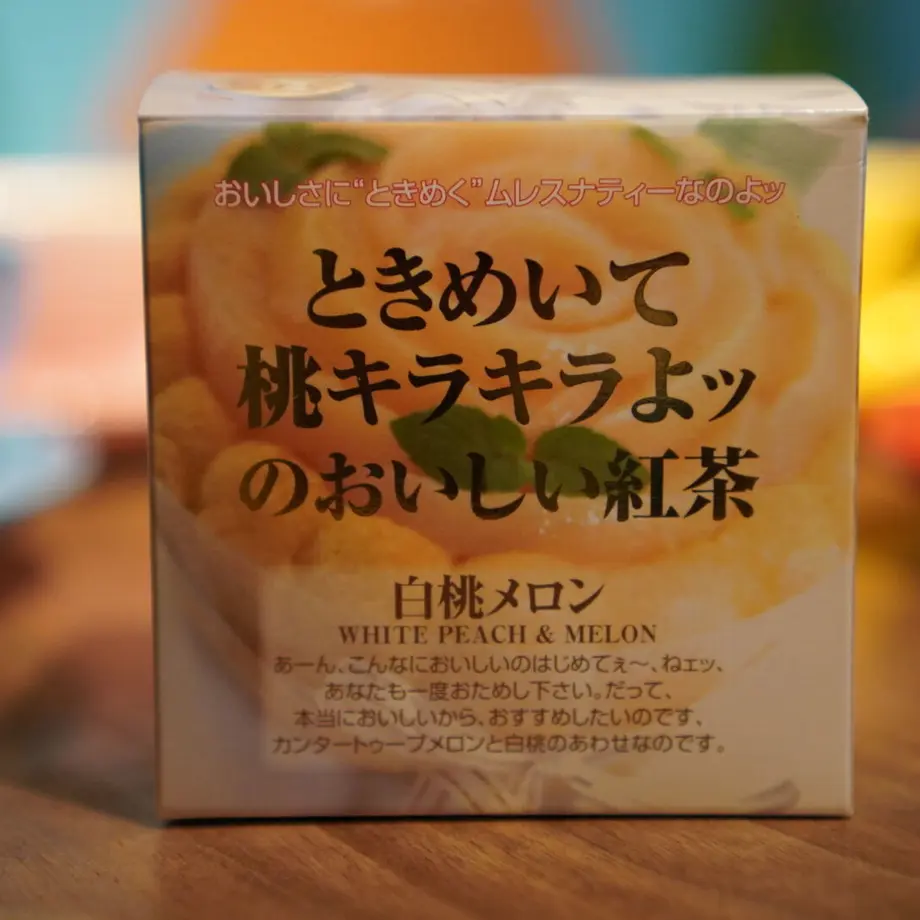 おいしさに“ときめく”ムレスナティーなのよッ
ときめいて
桃キラキラよッ
のおいしい紅茶
白桃メロン
WHITE PEACH & MELON
あーん、こんなにおいしいのはじめてぇ〜、ねェッ、
あなたも一度おためし下さい。だって、
本当においしいから、おすすめしたいのです、
カンタートゥープメロンと白桃のあわせなのです。